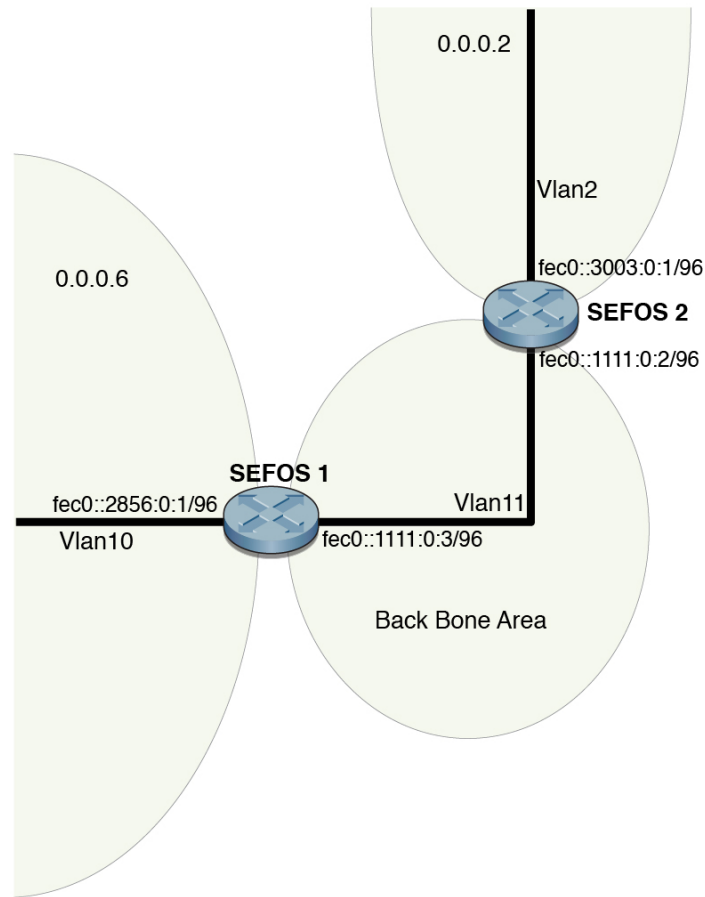 0.0.0.2
Vlan2
0.0.0.6
fec0::3003:0:1/96
SEFOS 2
fec0::1111:0:2/96
SEFOS 1
fec0::2856:0:1/96
Vlan11
Vlan10
fec0::1111:0:3/96
Back Bone Area